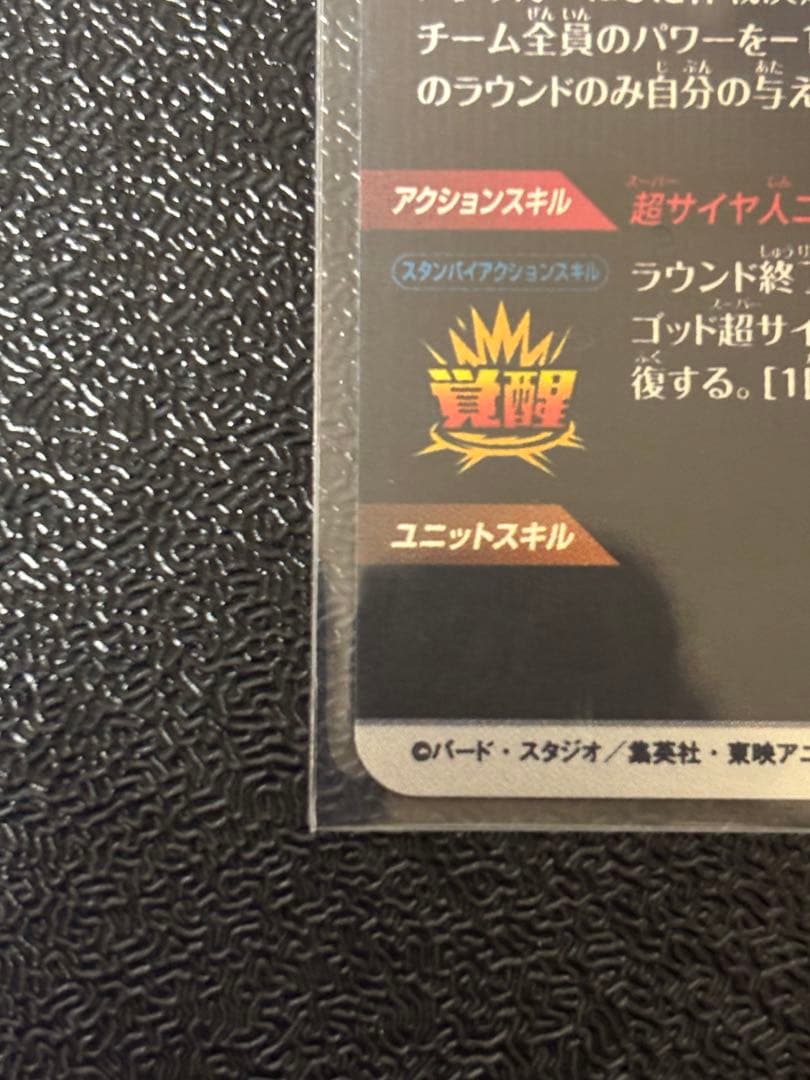 チーム全員のパワーを−1
のラウンドのみ自分の与え
アクションスキル
超サイヤ人
スタンバイアクションスキル
覚醒
ラウンド終
ゴッド超サイ
復する。[1
ユニットスキル
©バード・スタジオ／集英社・東映アニ